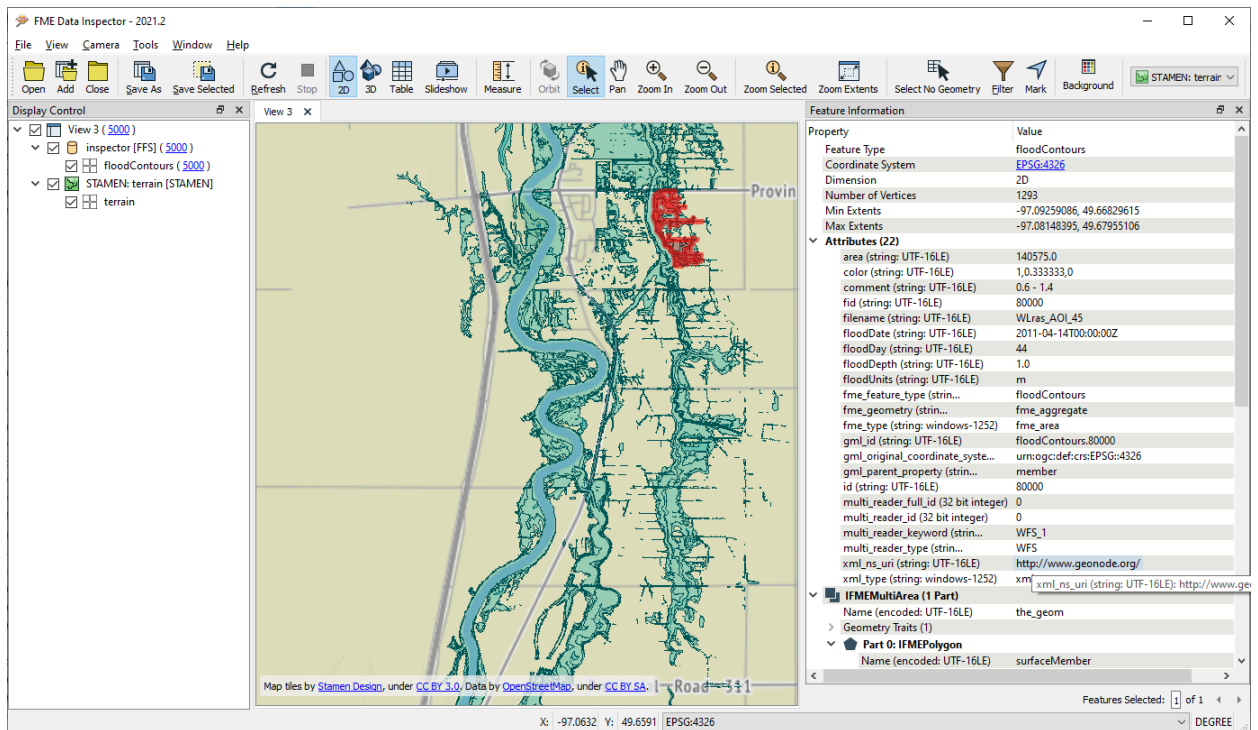 FME Data Inspector - 2021.2
File View Camera Tools Window Help
Open Add Close Save As Save Selected Refresh Stop 2D 3D Table Slideshow Measure Orbit Select Pan Zoom In Zoom Out Zoom Selected Zoom Extents Select No Geometry Filter Mark Background STAMEN: terrair
Display Control
View 3 (5000)
inspector [FFS] (5000)
floodContours (5000)
STAMEN: terrain [STAMEN]
terrain
View 3
Provin
l Road 311
Map tiles by Stamen Design, under CC BY 3.0. Data by OpenStreetMap, under CC BY SA.
Feature Information
Property Value
Feature Type floodContours
Coordinate System EPSG:4326
Dimension 2D
Number of Vertices 1293
Min Extents -97.09259086, 49.66829615
Max Extents -97.08148395, 49.67955106
Attributes (22)
area (string: UTF-16LE) 140575.0
color (string: UTF-16LE) 1,0.333333,0
comment (string: UTF-16LE) 0.6 - 1.4
fid (string: UTF-16LE) 80000
filename (string: UTF-16LE) WLras_AOI_45
floodDate (string: UTF-16LE) 2011-04-14T00:00:00Z
floodDay (string: UTF-16LE) 44
floodDepth (string: UTF-16LE) 1.0
floodUnits (string: UTF-16LE) m
fme_feature_type (strin... floodContours
fme_geometry (strin... fme_aggregate
fme_type (string: windows-1252) fme_area
gml_id (string: UTF-16LE) floodContours.80000
gml_original_coordinate_syste... urn:ogc:def:crs:EPSG::4326
gml_parent_property (strin... member
id (string: UTF-16LE) 80000
multi_reader_full_id (32 bit integer) 0
multi_reader_id (32 bit integer) 0
multi_reader_keyword (strin... WFS_1
multi_reader_type (strin... WFS
xml_ns_uri (string: UTF-16LE) http://www.geonode.org/
xml_type (string: windows-1252) xm
xml_ns_uri (string: UTF-16LE): http://www.ge
IFMEMultiArea (1 Part)
Name (encoded: UTF-16LE) the_geom
Geometry Traits (1)
Part 0: IFMEPolygon
Name (encoded: UTF-16LE) surfaceMember
Features Selected: 1 of 1
X: -97.0632 Y: 49.6591 EPSG:4326 DEGREE